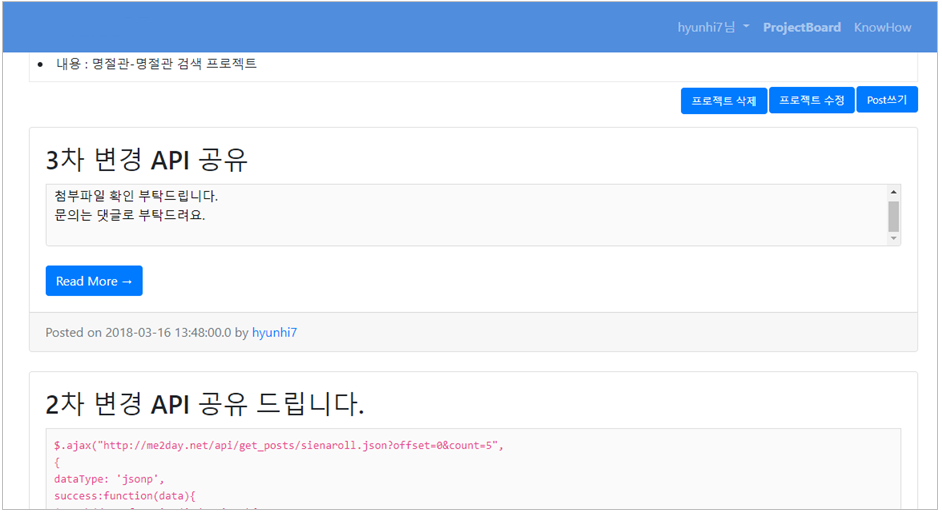 hyunhi7님 ProjectBoard KnowHow
• 내용 : 명절관-명절관 검색 프로젝트
프로젝트 삭제 프로젝트 수정 Post쓰기
3차 변경 API 공유
첨부파일 확인 부탁드립니다.
문의는 댓글로 부탁드려요.
Read More →
Posted on 2018-03-16 13:48:00.0 by hyunhi7
2차 변경 API 공유 드립니다.
$.ajax("http://me2day.net/api/get_posts/sienaroll.json?offset=0&count=5",
{
dataType: 'jsonp',
success:function(data){